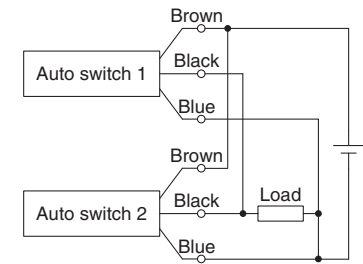 Brown
Auto switch 1
Black
Blue
Brown
Auto switch 2
Black
Load
Blue